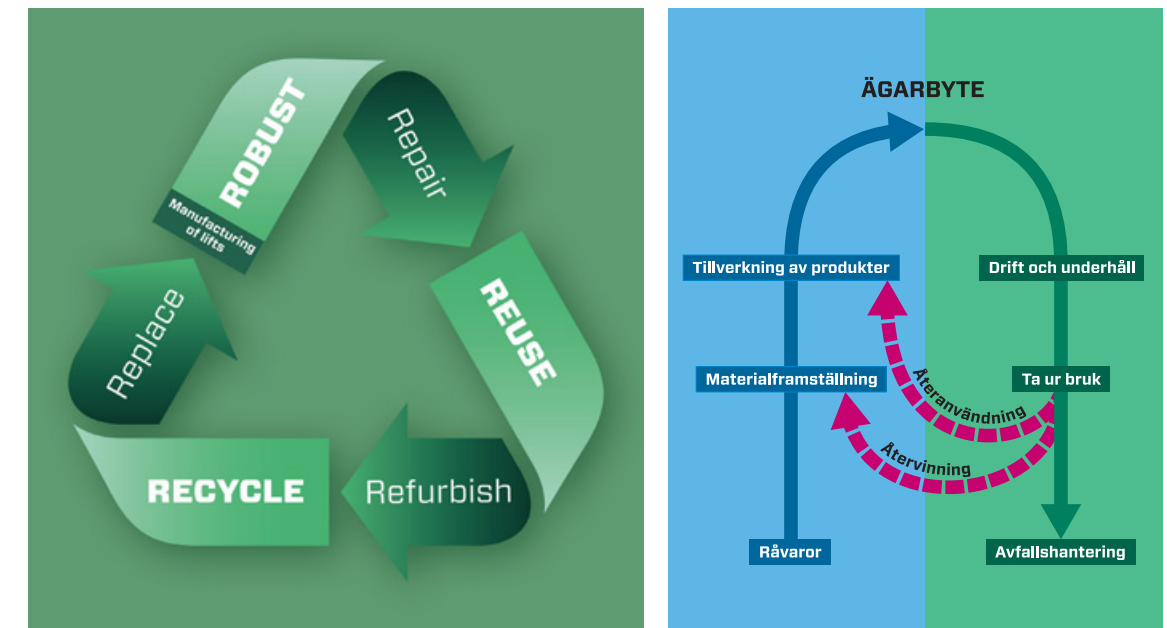 ROBUST
Manufacturing
of lifts
Repair
REUSE
Refurbish
RECYCLE
Replace
ÄGARBYTE
Tillverkning av produkter
Drift och underhåll
Materialframställning
Ta ur bruk
Återanvändning
Återvinning
Råvaror
Avfallshantering